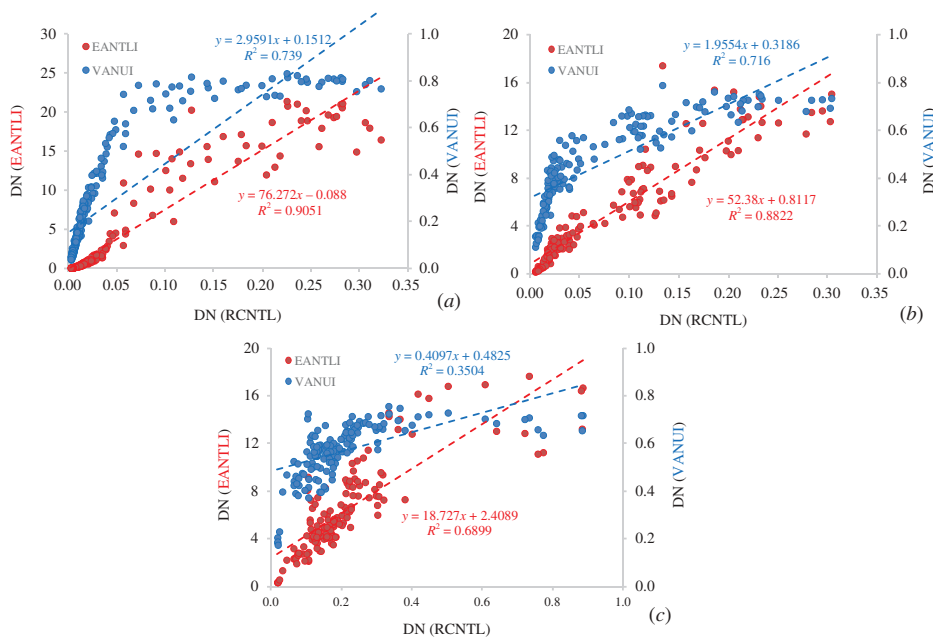 (a)
DN (EANTLI)
30
25
20
15
10
5
0
EANTLI
VANUI
y = 2.9591x + 0.1512
R² = 0.739
y = 76.272x – 0.088
R² = 0.9051
1.0
0.8
0.6
0.4
0.2
0.0
DN (VANUI)
0.00 0.05 0.10 0.15 0.20 0.25 0.30 0.35
DN (RCNTL)
(b)
DN (EANTLI)
20
16
12
8
4
0
EANTLI
VANUI
y = 1.9554x + 0.3186
R² = 0.716
y = 52.38x + 0.8117
R² = 0.8822
1.0
0.8
0.6
0.4
0.2
0.0
DN (VANUI)
0.00 0.05 0.10 0.15 0.20 0.25 0.30 0.35
DN (RCNTL)
(c)
DN (EANTLI)
20
16
12
8
4
0
EANTLI
VANUI
y = 0.4097x + 0.4825
R² = 0.3504
y = 18.727x + 2.4089
R² = 0.6899
1.0
0.8
0.6
0.4
0.2
0.0
DN (VANUI)
0.0 0.2 0.4 0.6 0.8 1.0
DN (RCNTL)